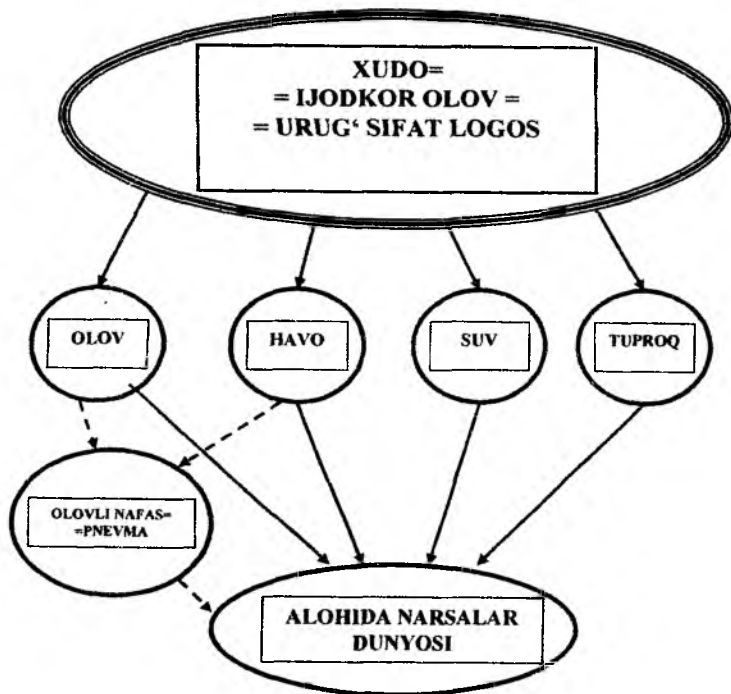 XUDO=
= IJODKOR OLOV =
= URUG‘ SIFAT LOGOS
OLOV
HAVO
SUV
TUPROQ
OLOVLI NAFAS=
=PNEVMA
ALOHIDA NARSALAR
DUNYOSI